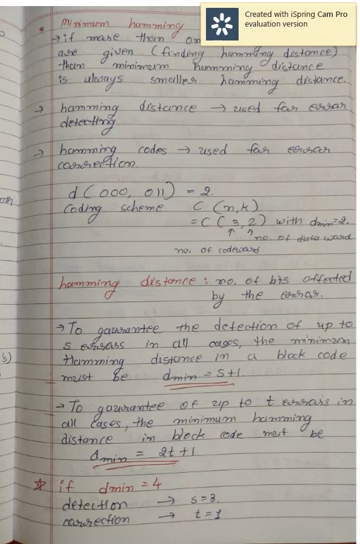 Created with iSpring Cam Pro
evaluation version
• Minimum hamming
→ if more than on
are given (finding hamming distance)
than minimum hamming distance
is always smaller hamming distance.
→ hamming distance → used for error
detecting
→ hamming codes → used for error
correction
d(000, 011) = 2
Coding scheme C(n,k)
= C(3,2) with dmin=2.
no. of data word
no. of codeword
hamming distance : no. of bits affected
by the error.
→ To gaurantee the detection of up to
s errors in all cases, the minimum
Hamming distance in a block code
must be dmin = s+1.
→ To gaurantee of up to t errors in
all cases, the minimum hamming
distance in block code must be
dmin = 2t+1
☆ if dmin = 4
detection → s=3
correction → t=1